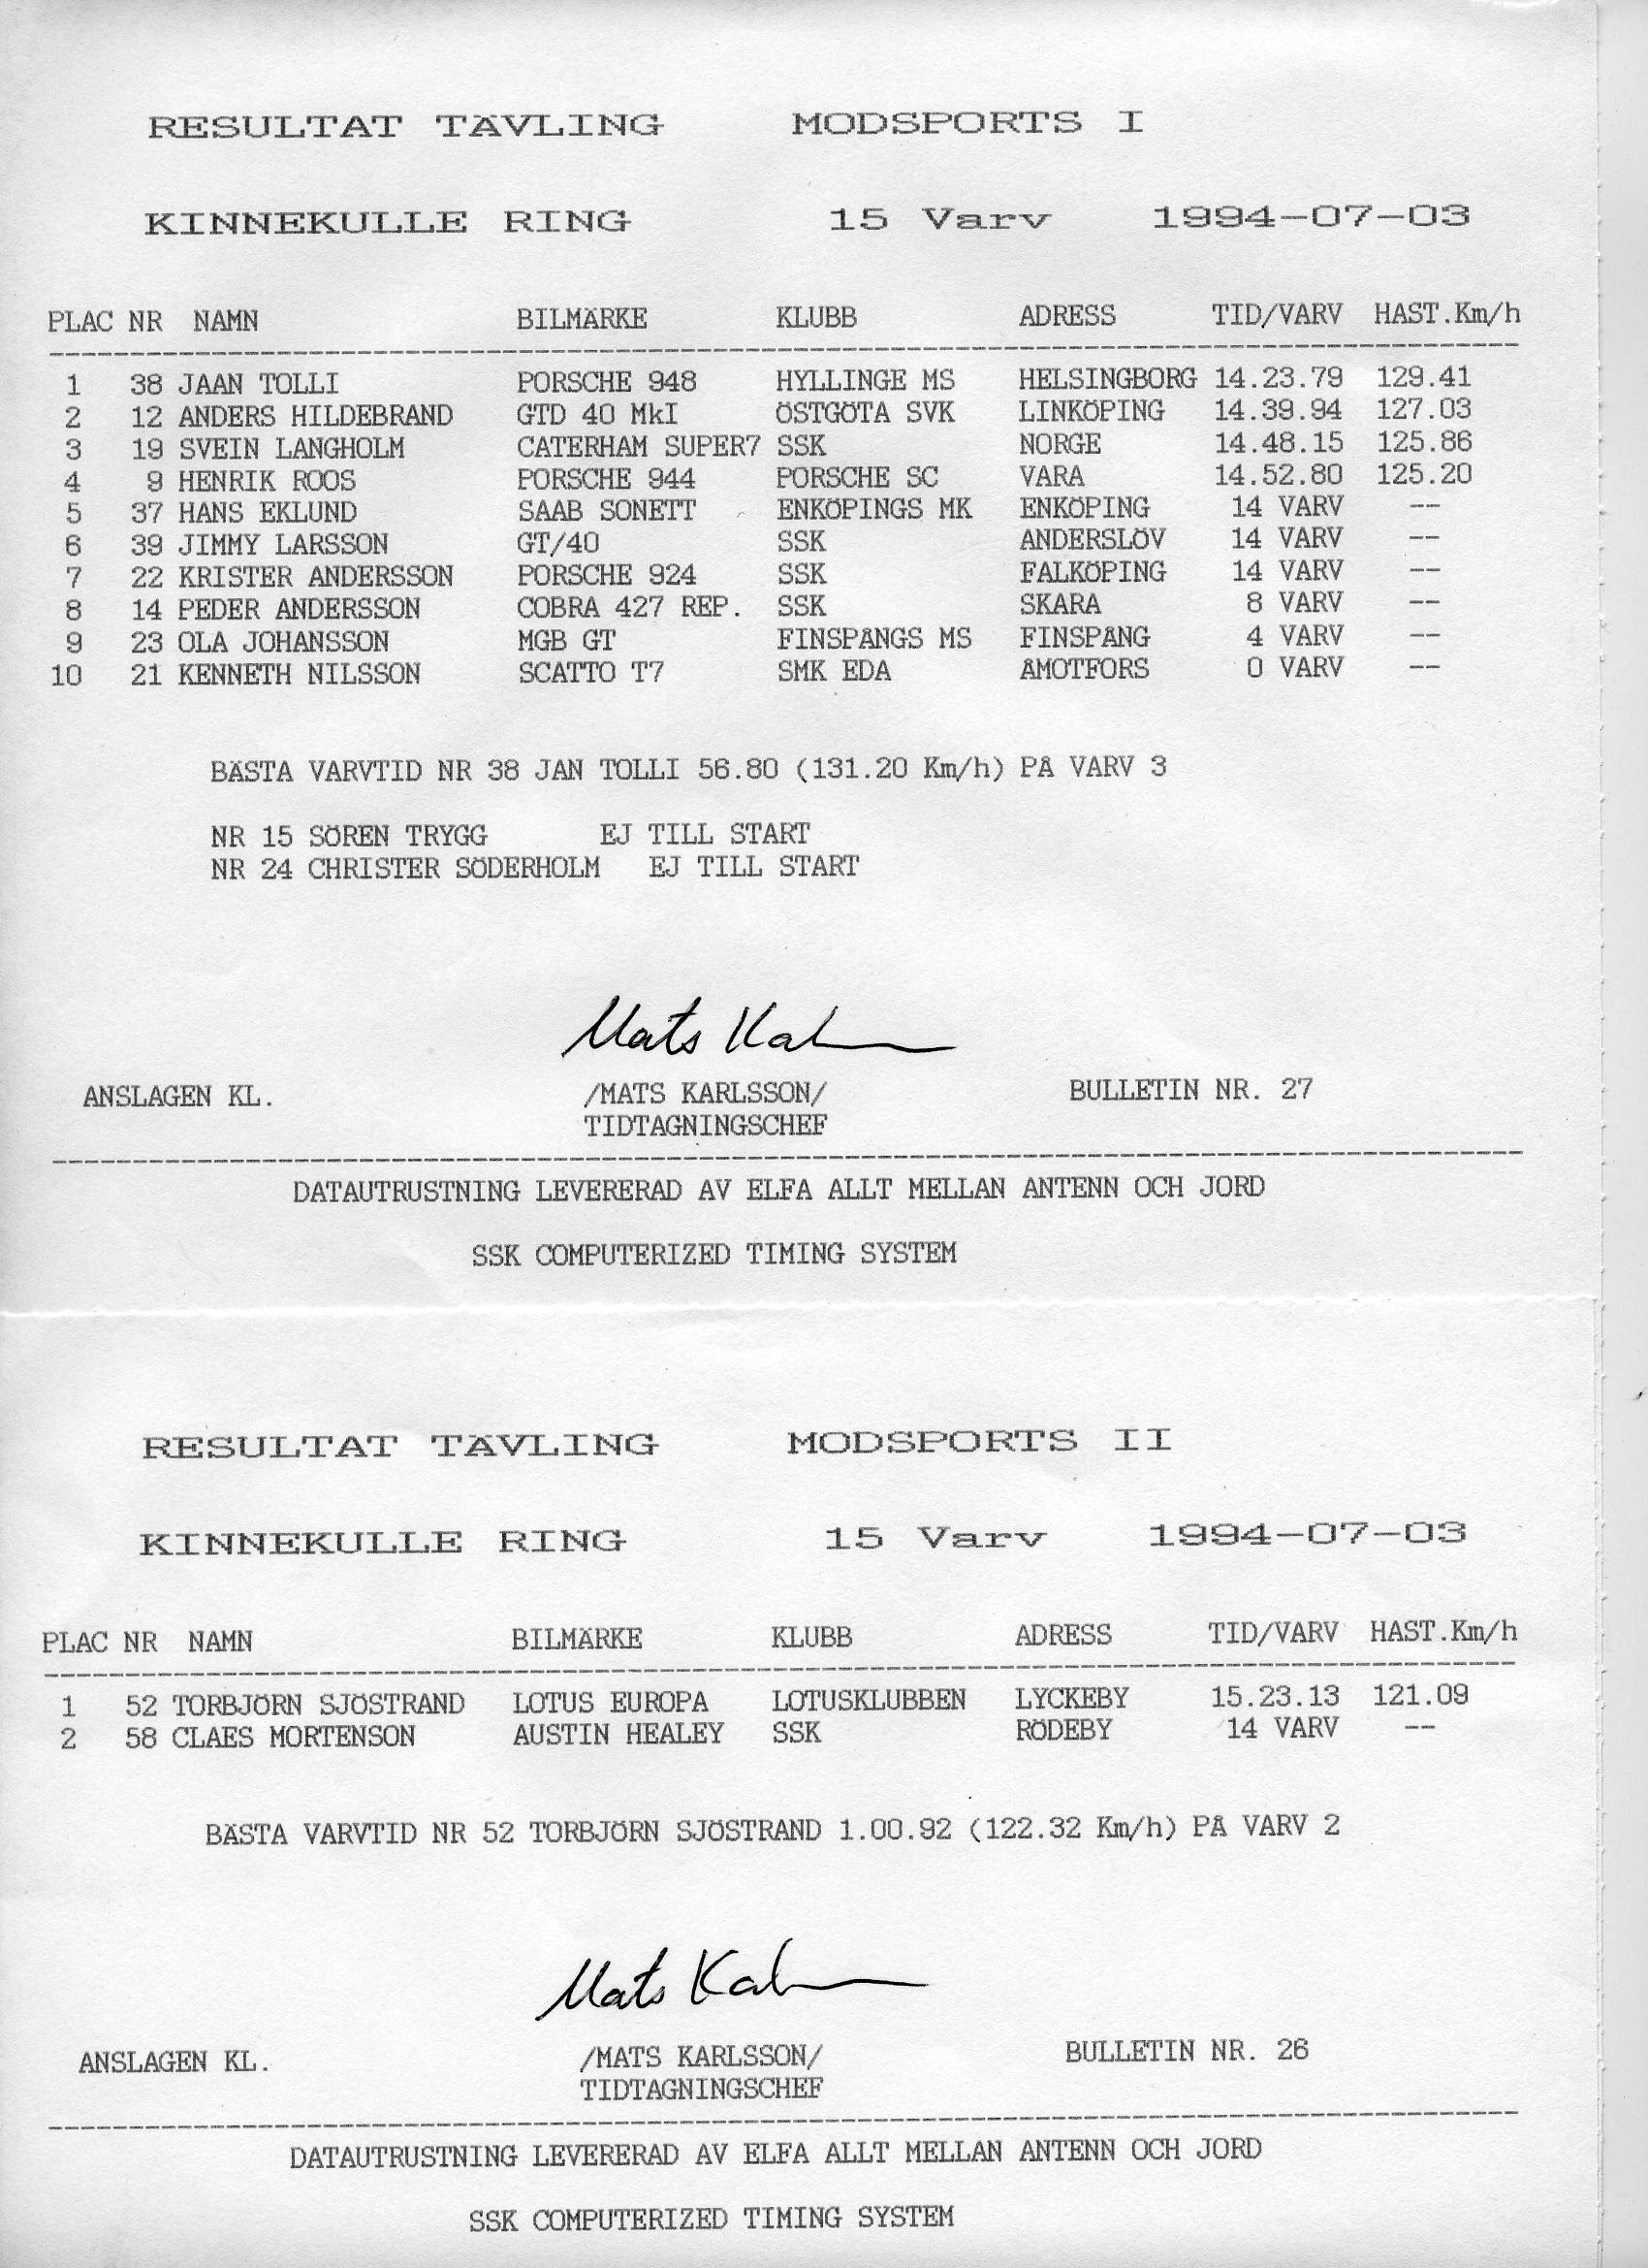 RESULTAT TÄVLING MODSPORTS I
KINNEKULLE RING 15 Varv 1994-07-03
PLAC NR NAMN BILMÄRKE KLUBB ADRESS TID/VARV HAST.Km/h
1 38 JAAN TOLLI PORSCHE 948 HYLLINGE MS HELSINGBORG 14.23.79 129.41
2 12 ANDERS HILDEBRAND GTD 40 MkI ÖSTGÖTA SVK LINKÖPING 14.39.94 127.03
3 19 SVEIN LANGHOLM CATERHAM SUPER7 SSK NORGE 14.48.15 125.86
4 9 HENRIK ROOS PORSCHE 944 PORSCHE SC VARA 14.52.80 125.20
5 37 HANS EKLUND SAAB SONETT ENKÖPINGS MK ENKÖPING 14 VARV --
6 39 JIMMY LARSSON GT/40 SSK ANDERSLÖV 14 VARV --
7 22 KRISTER ANDERSSON PORSCHE 924 SSK FALKÖPING 14 VARV --
8 14 PEDER ANDERSSON COBRA 427 REP. SSK SKARA 8 VARV --
9 23 OLA JOHANSSON MGB GT FINSPÅNGS MS FINSPÅNG 4 VARV --
10 21 KENNETH NILSSON SCATTO T7 SMK EDA ÅMOTFORS 0 VARV --
BÄSTA VARVTID NR 38 JAN TOLLI 56.80 (131.20 Km/h) PÅ VARV 3
NR 15 SÖREN TRYGG EJ TILL START
NR 24 CHRISTER SÖDERHOLM EJ TILL START
Mats Kal
ANSLAGEN KL. /MATS KARLSSON/ BULLETIN NR. 27
TIDTAGNINGSCHEF
DATAUTRUSTNING LEVERERAD AV ELFA ALLT MELLAN ANTENN OCH JORD
SSK COMPUTERIZED TIMING SYSTEM
RESULTAT TÄVLING MODSPORTS II
KINNEKULLE RING 15 Varv 1994-07-03
PLAC NR NAMN BILMÄRKE KLUBB ADRESS TID/VARV HAST.Km/h
1 52 TORBJÖRN SJÖSTRAND LOTUS EUROPA LOTUSKLUBBEN LYCKEBY 15.23.13 121.09
2 58 CLAES MORTENSON AUSTIN HEALEY SSK RÖDEBY 14 VARV --
BÄSTA VARVTID NR 52 TORBJÖRN SJÖSTRAND 1.00.92 (122.32 Km/h) PÅ VARV 2
Mats Kal
ANSLAGEN KL. /MATS KARLSSON/ BULLETIN NR. 26
TIDTAGNINGSCHEF
DATAUTRUSTNING LEVERERAD AV ELFA ALLT MELLAN ANTENN OCH JORD
SSK COMPUTERIZED TIMING SYSTEM